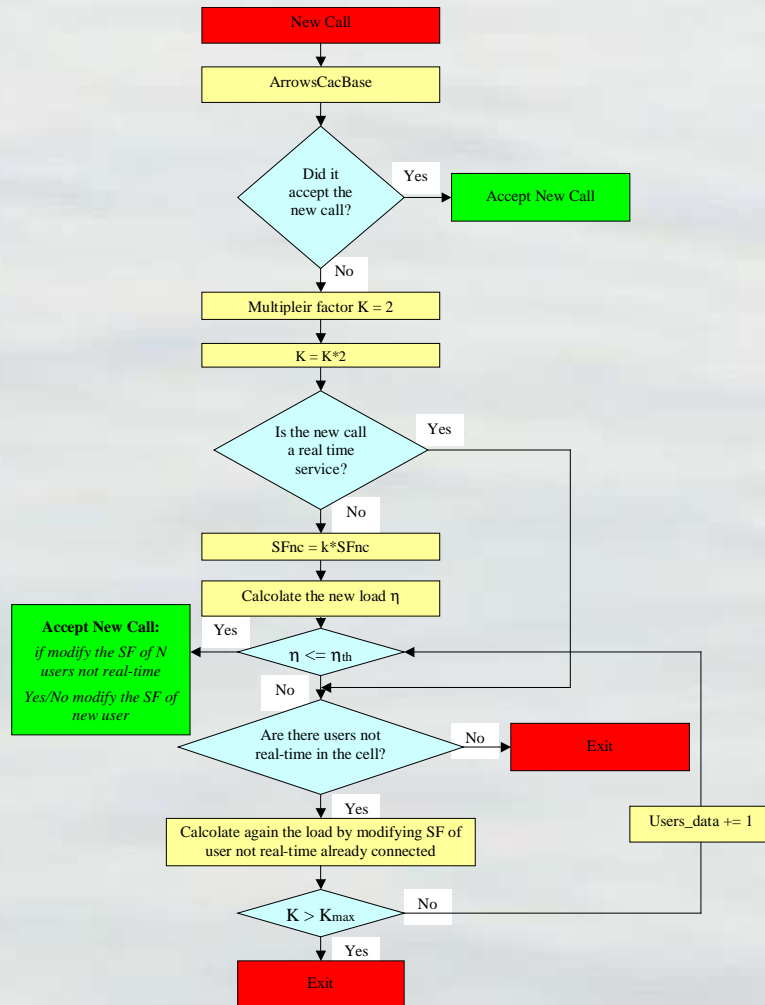 New Call
ArrowsCacBase
Did it
accept the
new call?
Yes
Accept New Call
No
Multipleir factor K = 2
K = K*2
Is the new call
a real time
service?
Yes
No
SFnc = k*SFnc
Calcolate the new load η
Accept New Call:
if modify the SF of N
users not real-time
Yes/No modify the SF of
new user
Yes
η <= ηth
No
Are there users not
real-time in the cell?
No
Exit
Yes
Calcolate again the load by modifying SF of
user not real-time already connected
Users_data += 1
K > Kmax
No
Yes
Exit